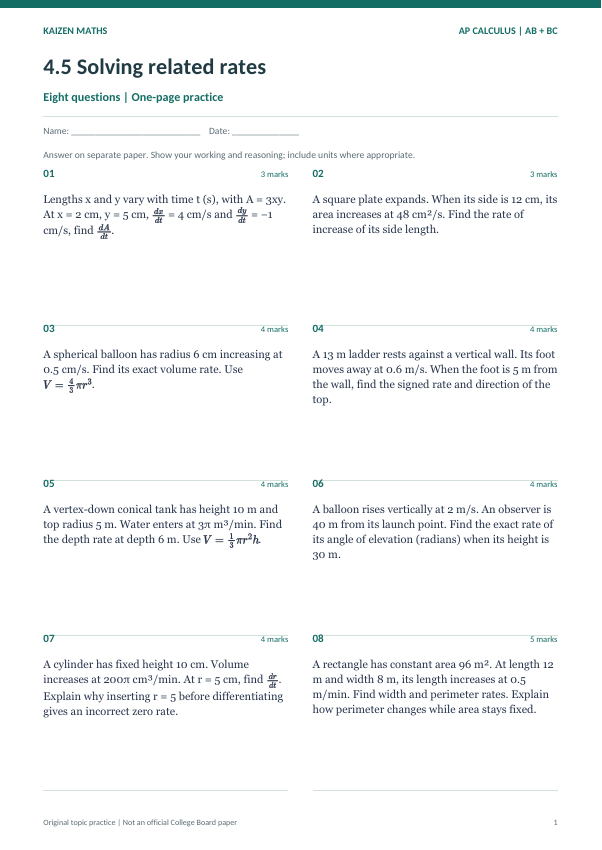 KAIZEN MATHS
AP CALCULUS | AB + BC
4.5 Solving related rates
Eight questions | One-page practice
Name: ____________________________ Date: ______________
Answer on separate paper. Show your working and reasoning; include units where appropriate.
01 3 marks
Lengths x and y vary with time t (s), with A = 3xy.
At x = 2 cm, y = 5 cm, dx/dt = 4 cm/s and dy/dt = −1
cm/s, find dA/dt.
02 3 marks
A square plate expands. When its side is 12 cm, its
area increases at 48 cm²/s. Find the rate of
increase of its side length.
03 4 marks
A spherical balloon has radius 6 cm increasing at
0.5 cm/s. Find its exact volume rate. Use
V = 4/3 πr³.
04 4 marks
A 13 m ladder rests against a vertical wall. Its foot
moves away at 0.6 m/s. When the foot is 5 m from
the wall, find the signed rate and direction of the
top.
05 4 marks
A vertex-down conical tank has height 10 m and
top radius 5 m. Water enters at 3π m³/min. Find
the depth rate at depth 6 m. Use V = 1/3 πr²h.
06 4 marks
A balloon rises vertically at 2 m/s. An observer is
40 m from its launch point. Find the exact rate of
its angle of elevation (radians) when its height is
30 m.
07 4 marks
A cylinder has fixed height 10 cm. Volume
increases at 200π cm³/min. At r = 5 cm, find dr/dt.
Explain why inserting r = 5 before differentiating
gives an incorrect zero rate.
08 5 marks
A rectangle has constant area 96 m². At length 12
m and width 8 m, its length increases at 0.5
m/min. Find width and perimeter rates. Explain
how perimeter changes while area stays fixed.
Original topic practice | Not an official College Board paper
1